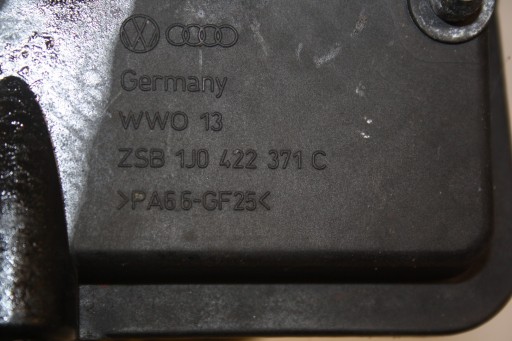 Germany
WWO 13
ZSB 1J0 422 371 C
>PA6.6-GF25<